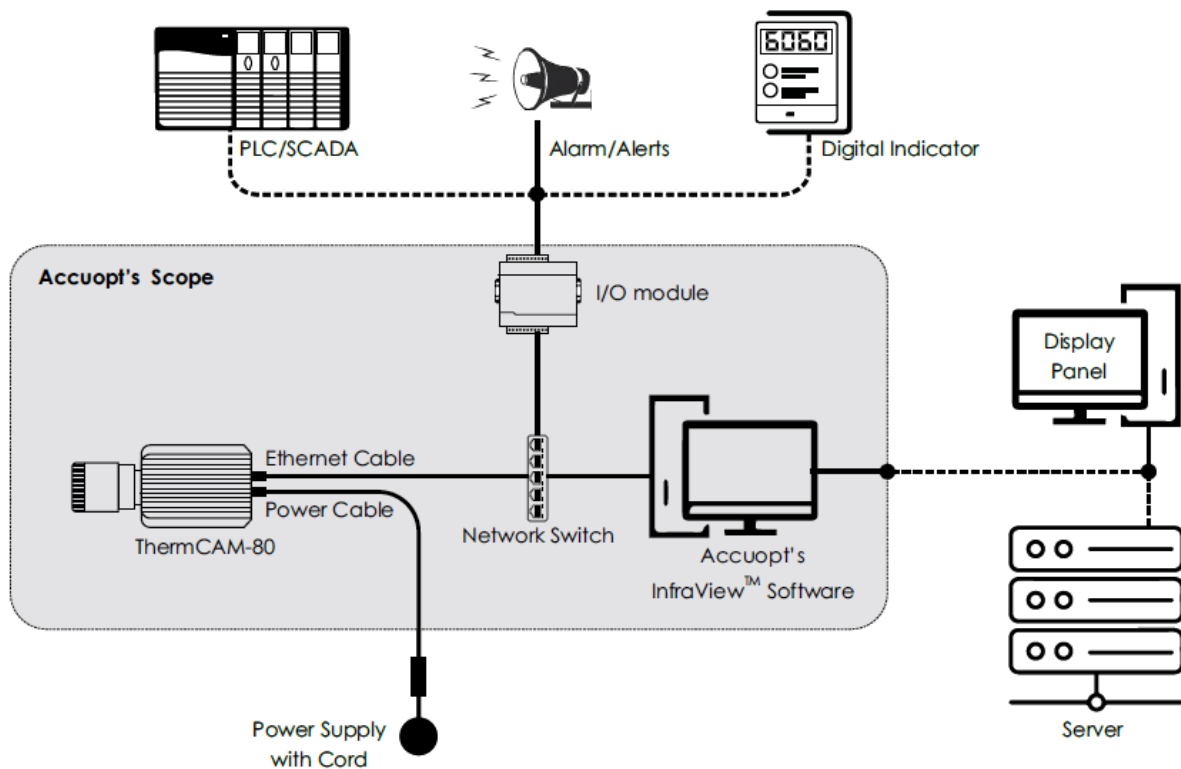 6060
PLC/SCADA
Alarm/Alerts
Digital Indicator
Accuopt's Scope
I/O module
Display
Panel
Ethernet Cable
Power Cable
ThermCAM-80
Network Switch
Accuopt's
InfraView™ Software
Power Supply
with Cord
Server